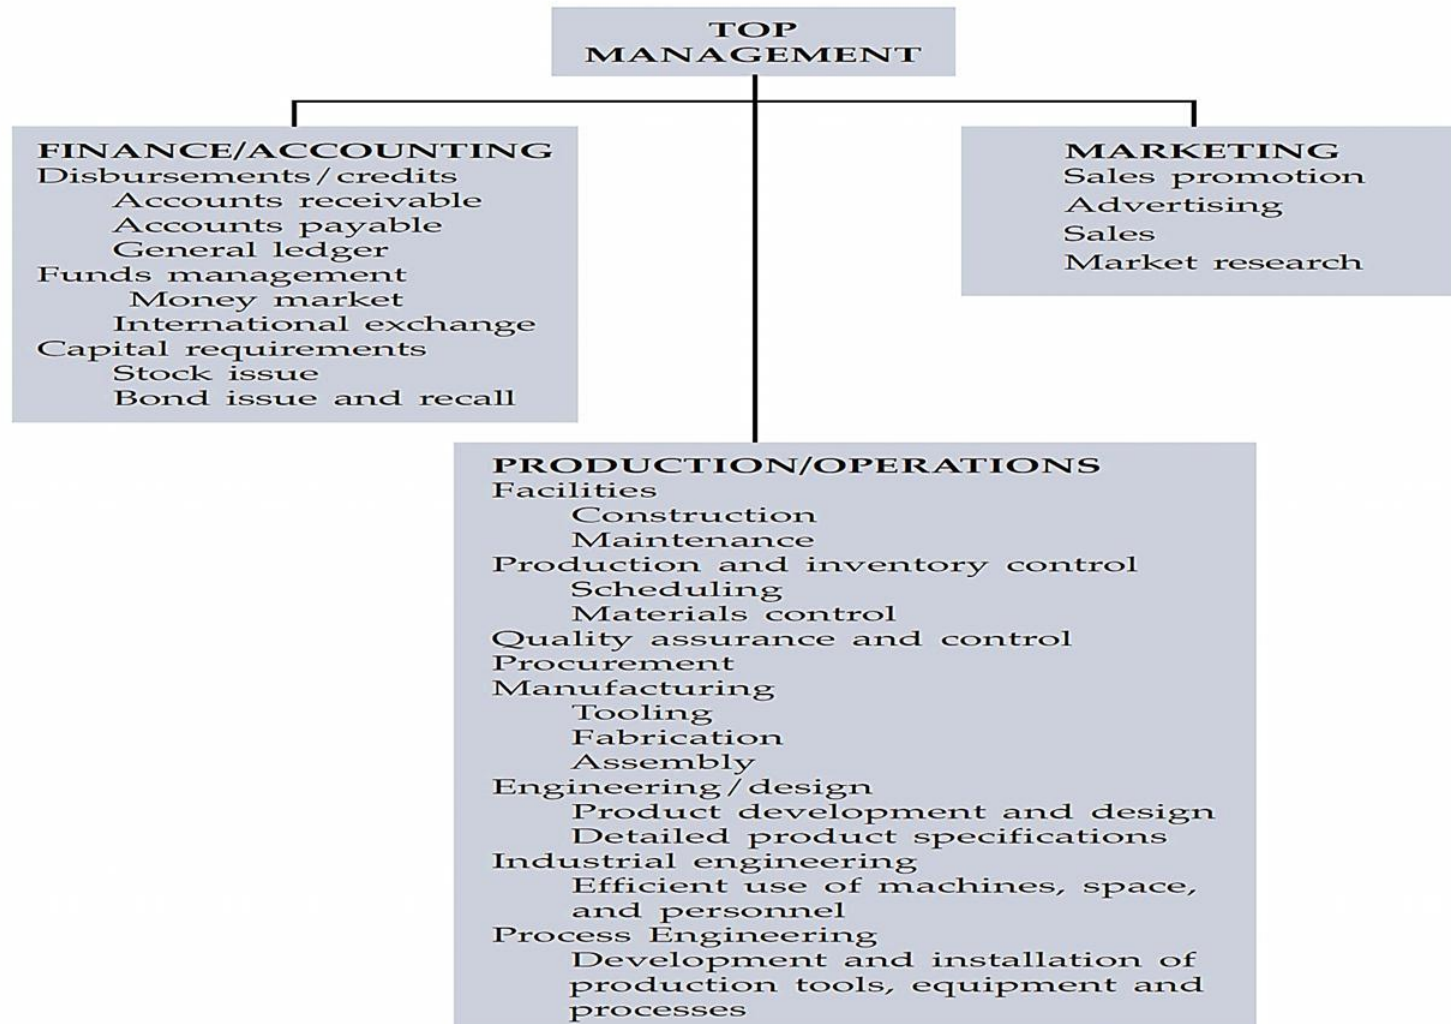 TOP
MANAGEMENT
FINANCE/ACCOUNTING
Disbursements/credits
Accounts receivable
Accounts payable
General ledger
Funds management
Money market
International exchange
Capital requirements
Stock issue
Bond issue and recall
MARKETING
Sales promotion
Advertising
Sales
Market research
PRODUCTION/OPERATIONS
Facilities
Construction
Maintenance
Production and inventory control
Scheduling
Materials control
Quality assurance and control
Procurement
Manufacturing
Tooling
Fabrication
Assembly
Engineering/design
Product development and design
Detailed product specifications
Industrial engineering
Efficient use of machines, space,
and personnel
Process Engineering
Development and installation of
production tools, equipment and
processes